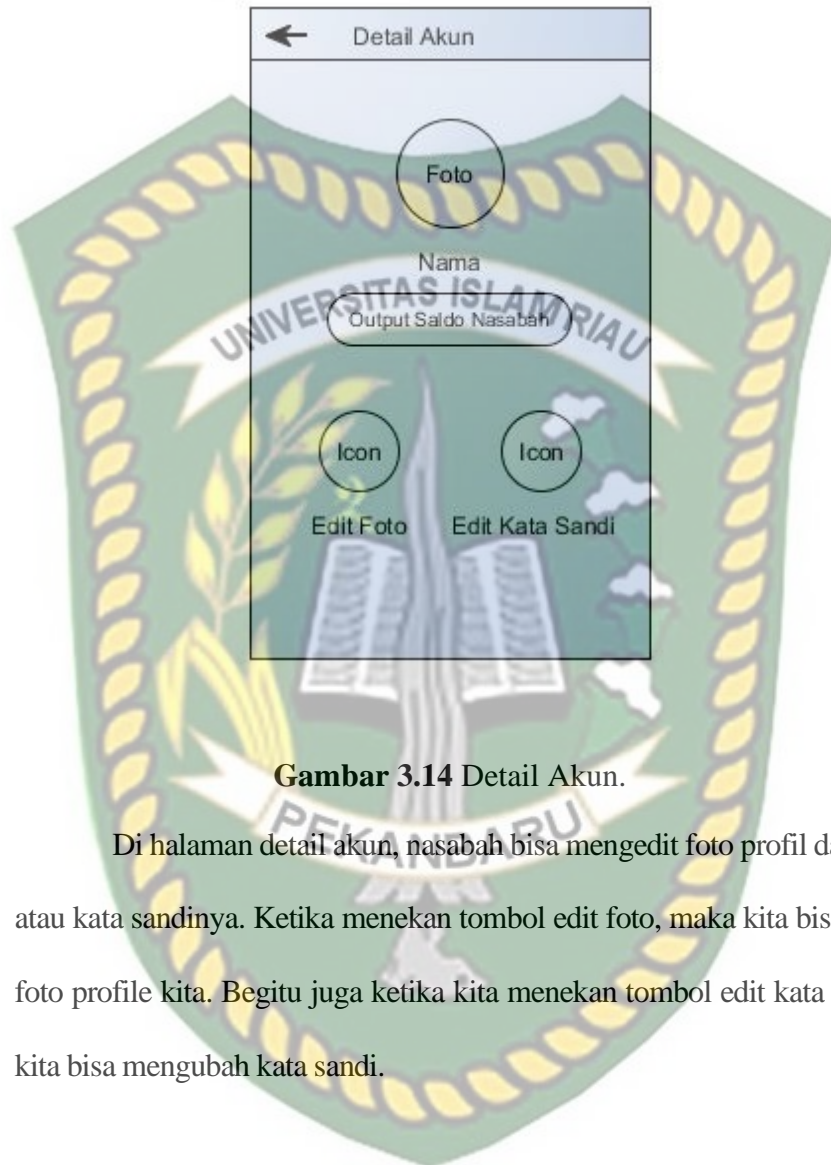 Detail Akun
Foto
Nama
UNIVERSITAS ISLAM RIAU
Output Saldo Nasabah
Icon Icon
Edit Foto Edit Kata Sandi
Gambar 3.14 Detail Akun.
PEKANBARU
Di halaman detail akun, nasabah bisa mengedit foto profil
atau kata sandinya. Ketika menekan tombol edit foto, maka kita
foto profile kita. Begitu juga ketika kita menekan tombol edit kata
kita bisa mengubah kata sandi.